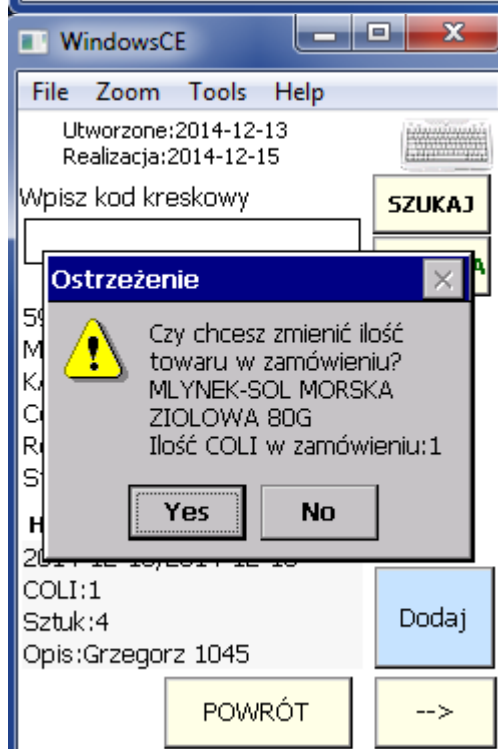 WindowsCE
File Zoom Tools Help
Utworzone:2014-12-13
Realizacja:2014-12-15
Wpisz kod kreskowy
SZUKAJ
Ostrzeżenie
Czy chcesz zmienić ilość
towaru w zamówieniu?
MLYNEK-SOL MORSKA
ZIOLOWA 80G
Ilość COLI w zamówieniu:1
Yes No
COLI:1
Sztuk:4
Opis:Grzegorz 1045
Dodaj
POWRÓT -->